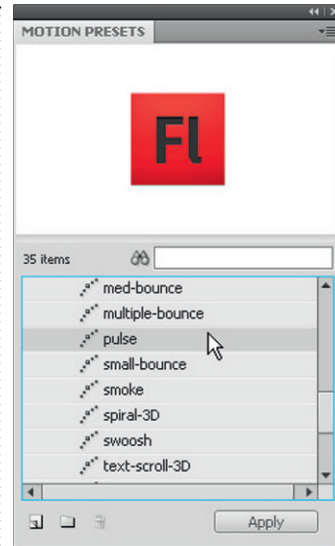 MOTION PRESETS
Fl
35 items
med-bounce
multiple-bounce
pulse
small-bounce
smoke
spiral-3D
swoosh
text-scroll-3D
Apply